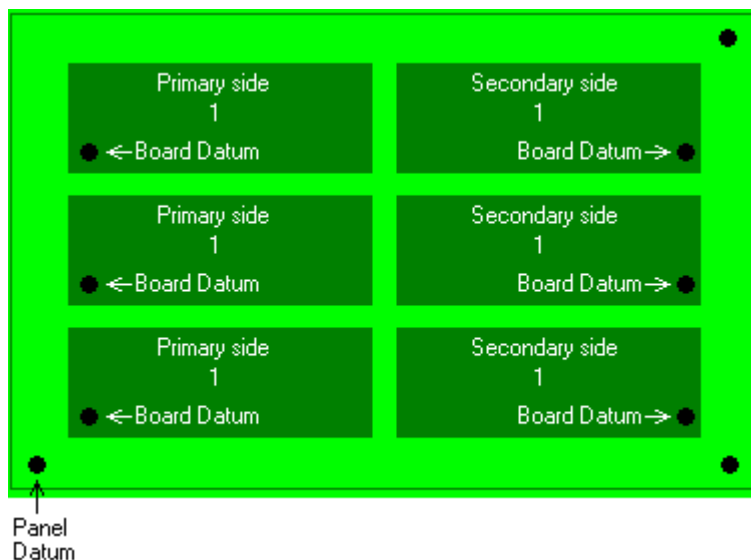 Primary side
1
←Board Datum
Secondary side
1
Board Datum→
Primary side
1
←Board Datum
Secondary side
1
Board Datum→
Primary side
1
←Board Datum
Secondary side
1
Board Datum→
Panel
Datum